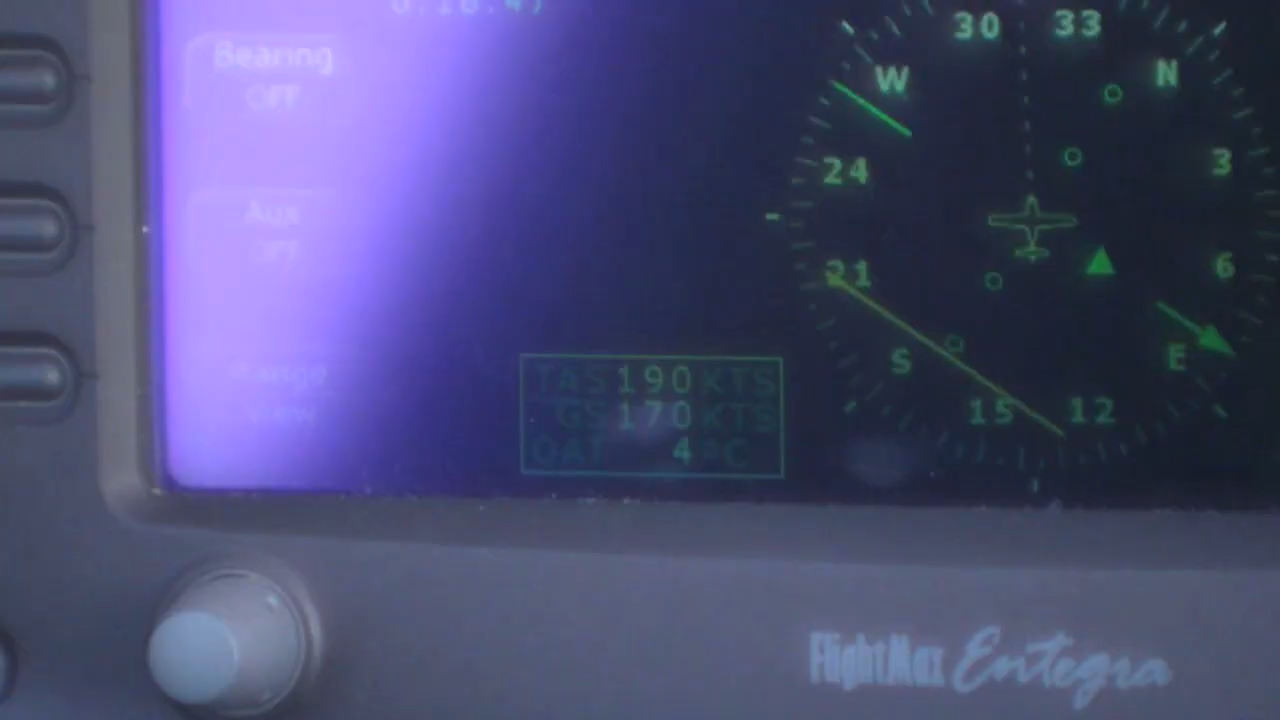 Bearing
OFF
Aux
OFF
Range
VIEW
TAS 190 KTS
GS 170 KTS
OAT 4 °C
30
33
W
N
24
3
21
6
S
E
15
12
FlightMax Entegra